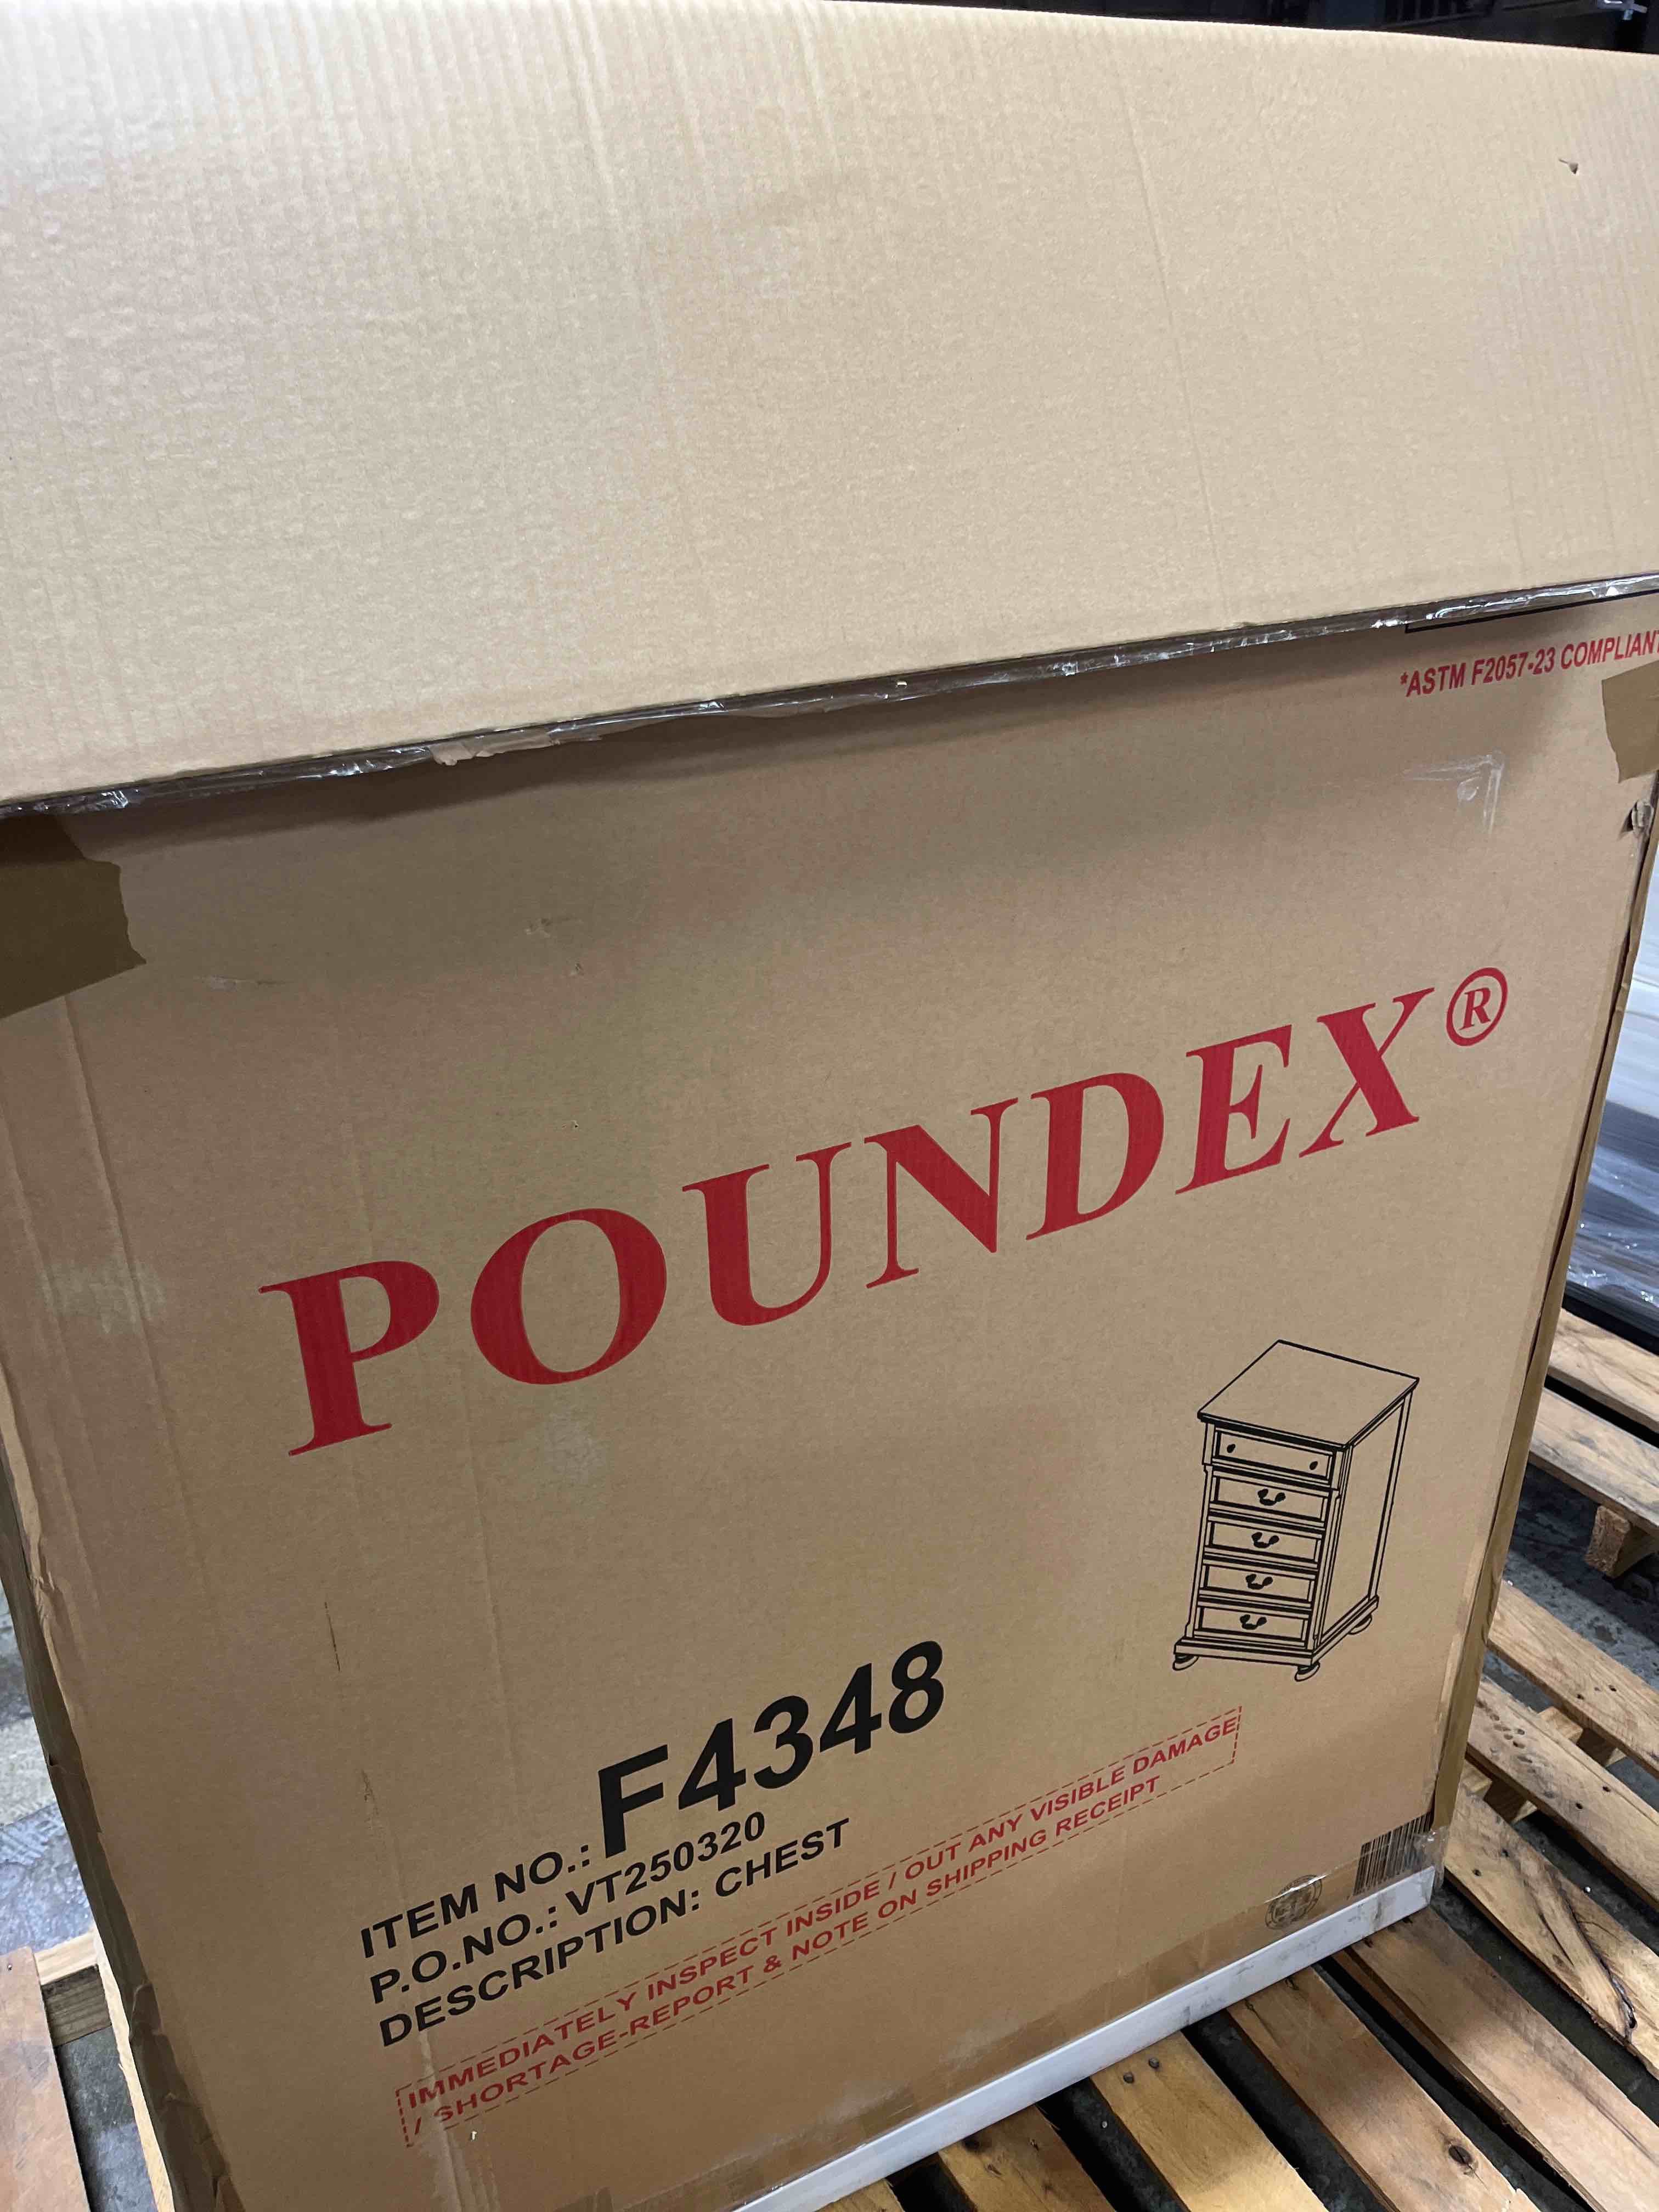 *ASTM F2057-23 COMPLIANT
POUNDEX®
ITEM NO.: F4348
P.O.NO.: VT250320
DESCRIPTION: CHEST
IMMEDIATELY INSPECT INSIDE / OUT ANY VISIBLE DAMAGE
/ SHORTAGE-REPORT & NOTE ON SHIPPING RECEIPT